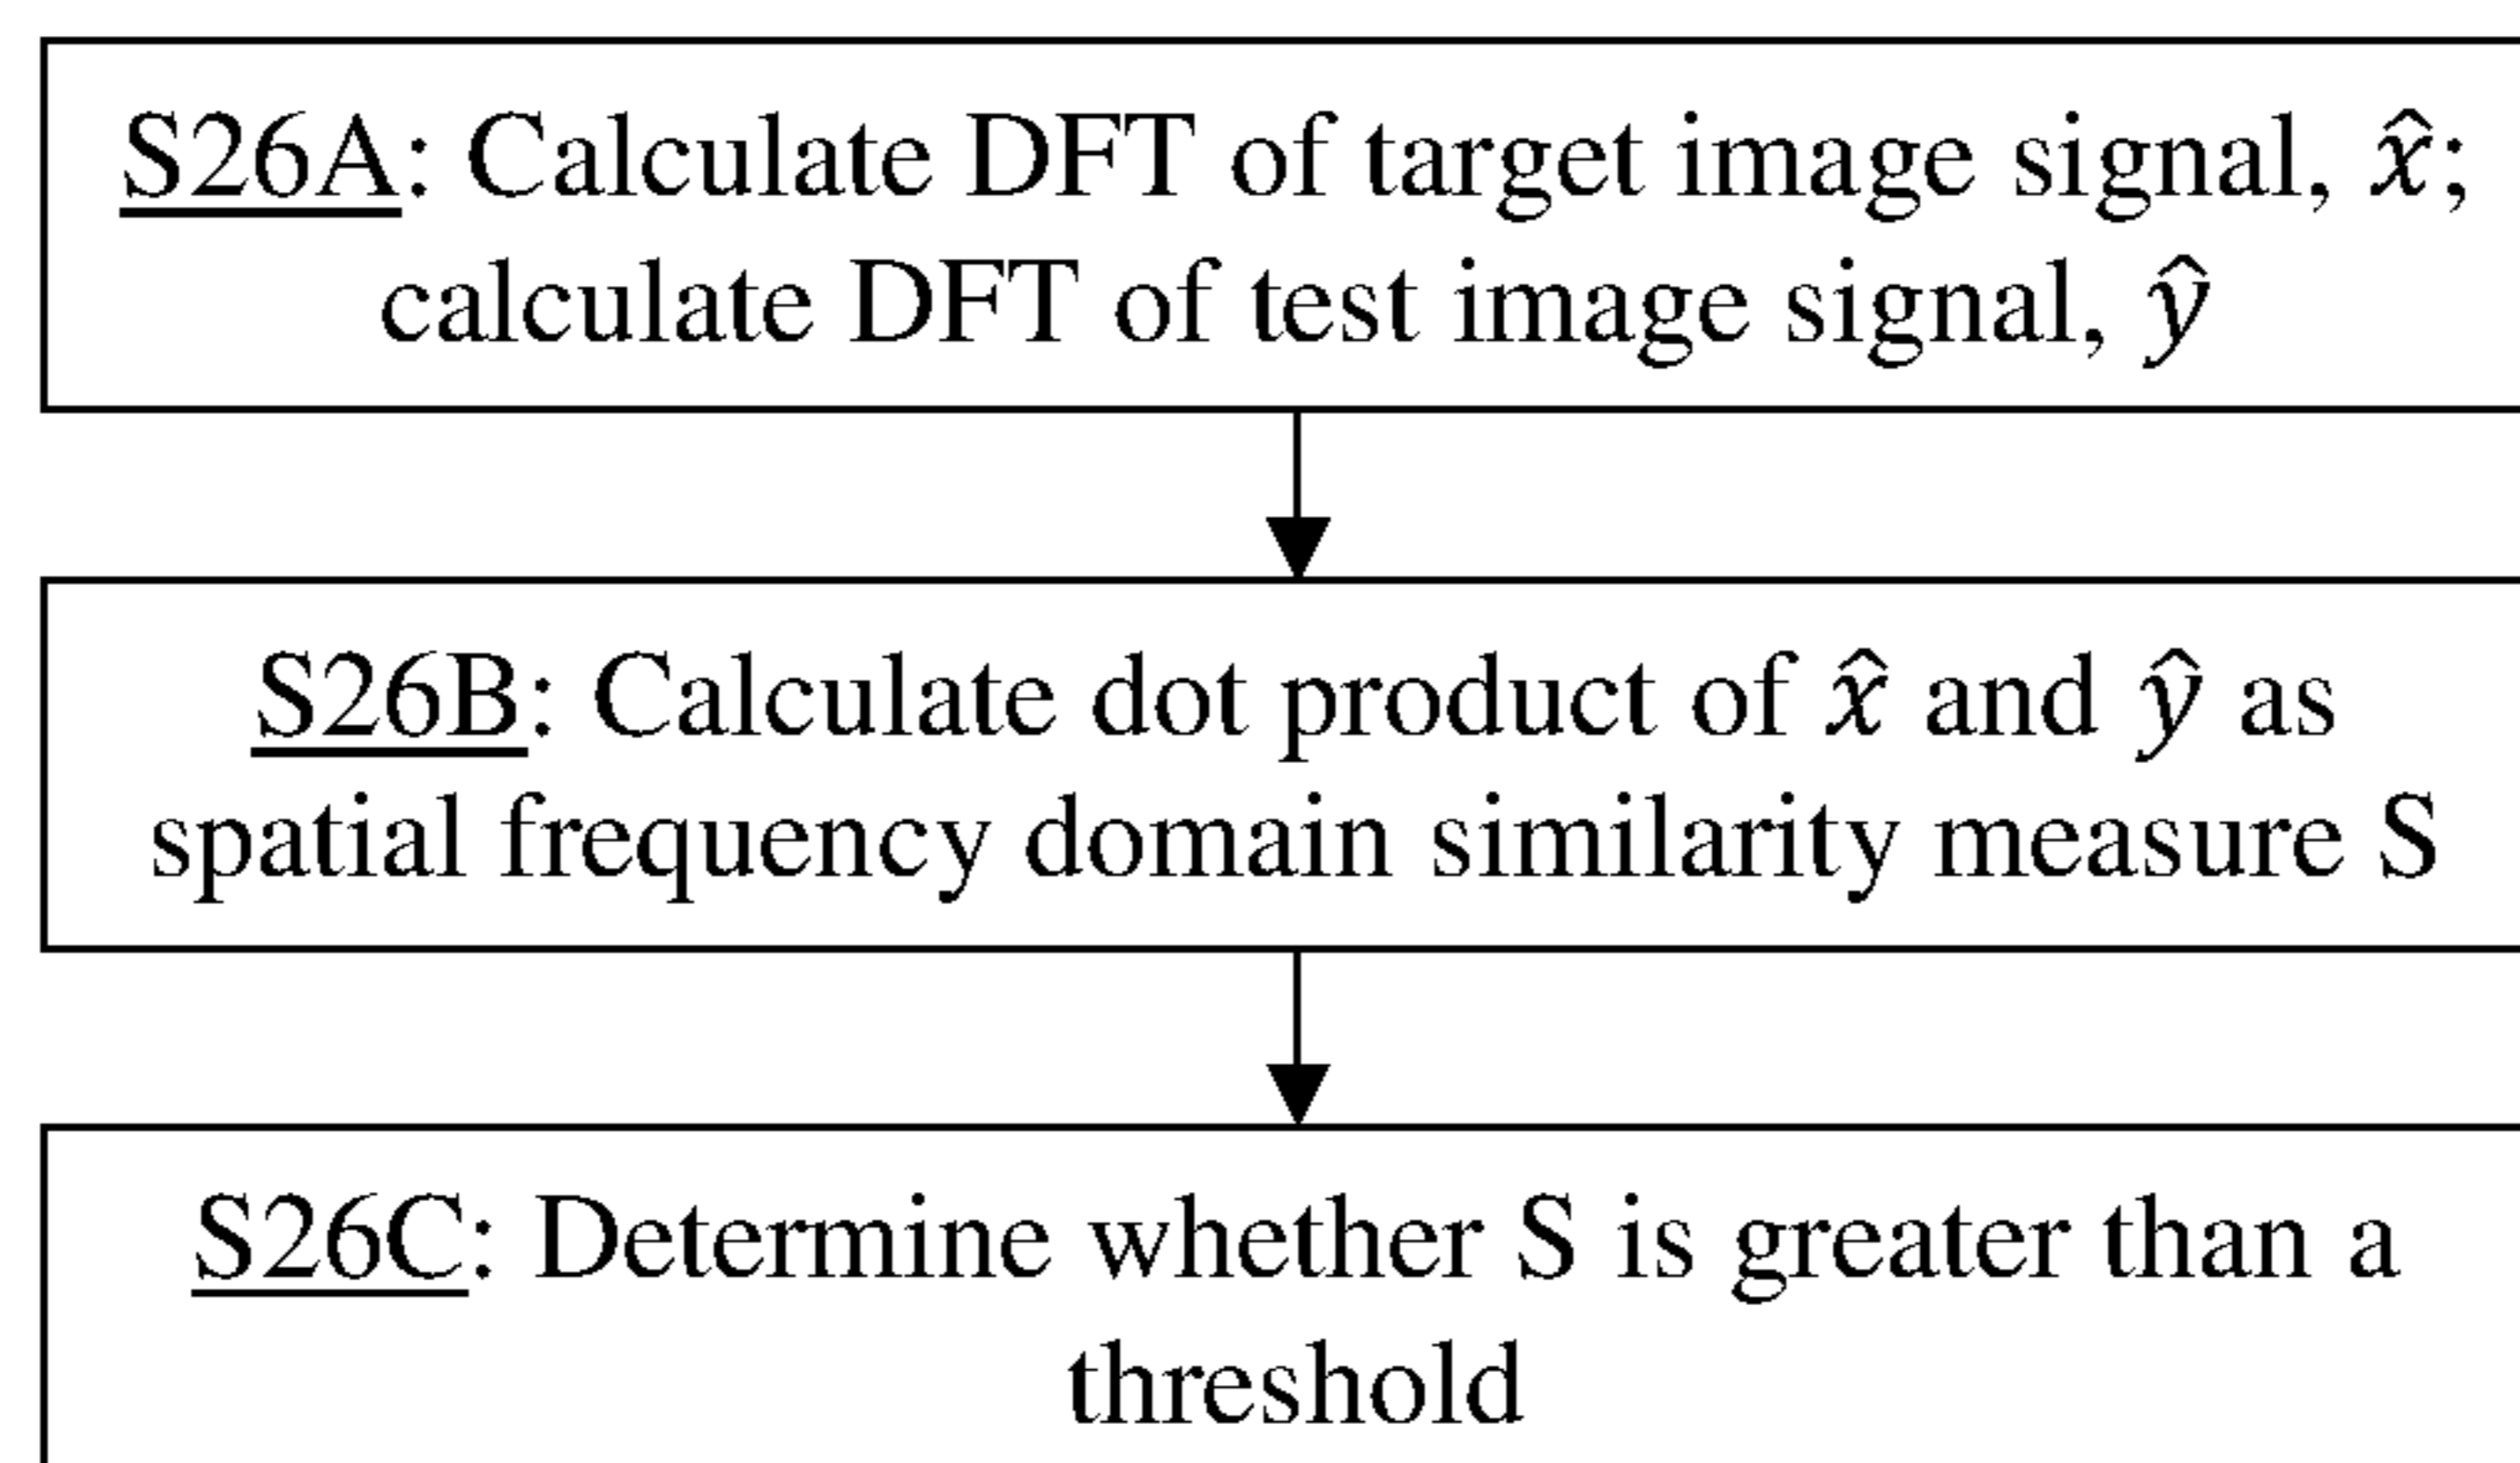 S26A: Calculate DFT of target image signal, x̂;
calculate DFT of test image signal, ŷ
S26B: Calculate dot product of x̂ and ŷ as
spatial frequency domain similarity measure S
S26C: Determine whether S is greater than a
threshold